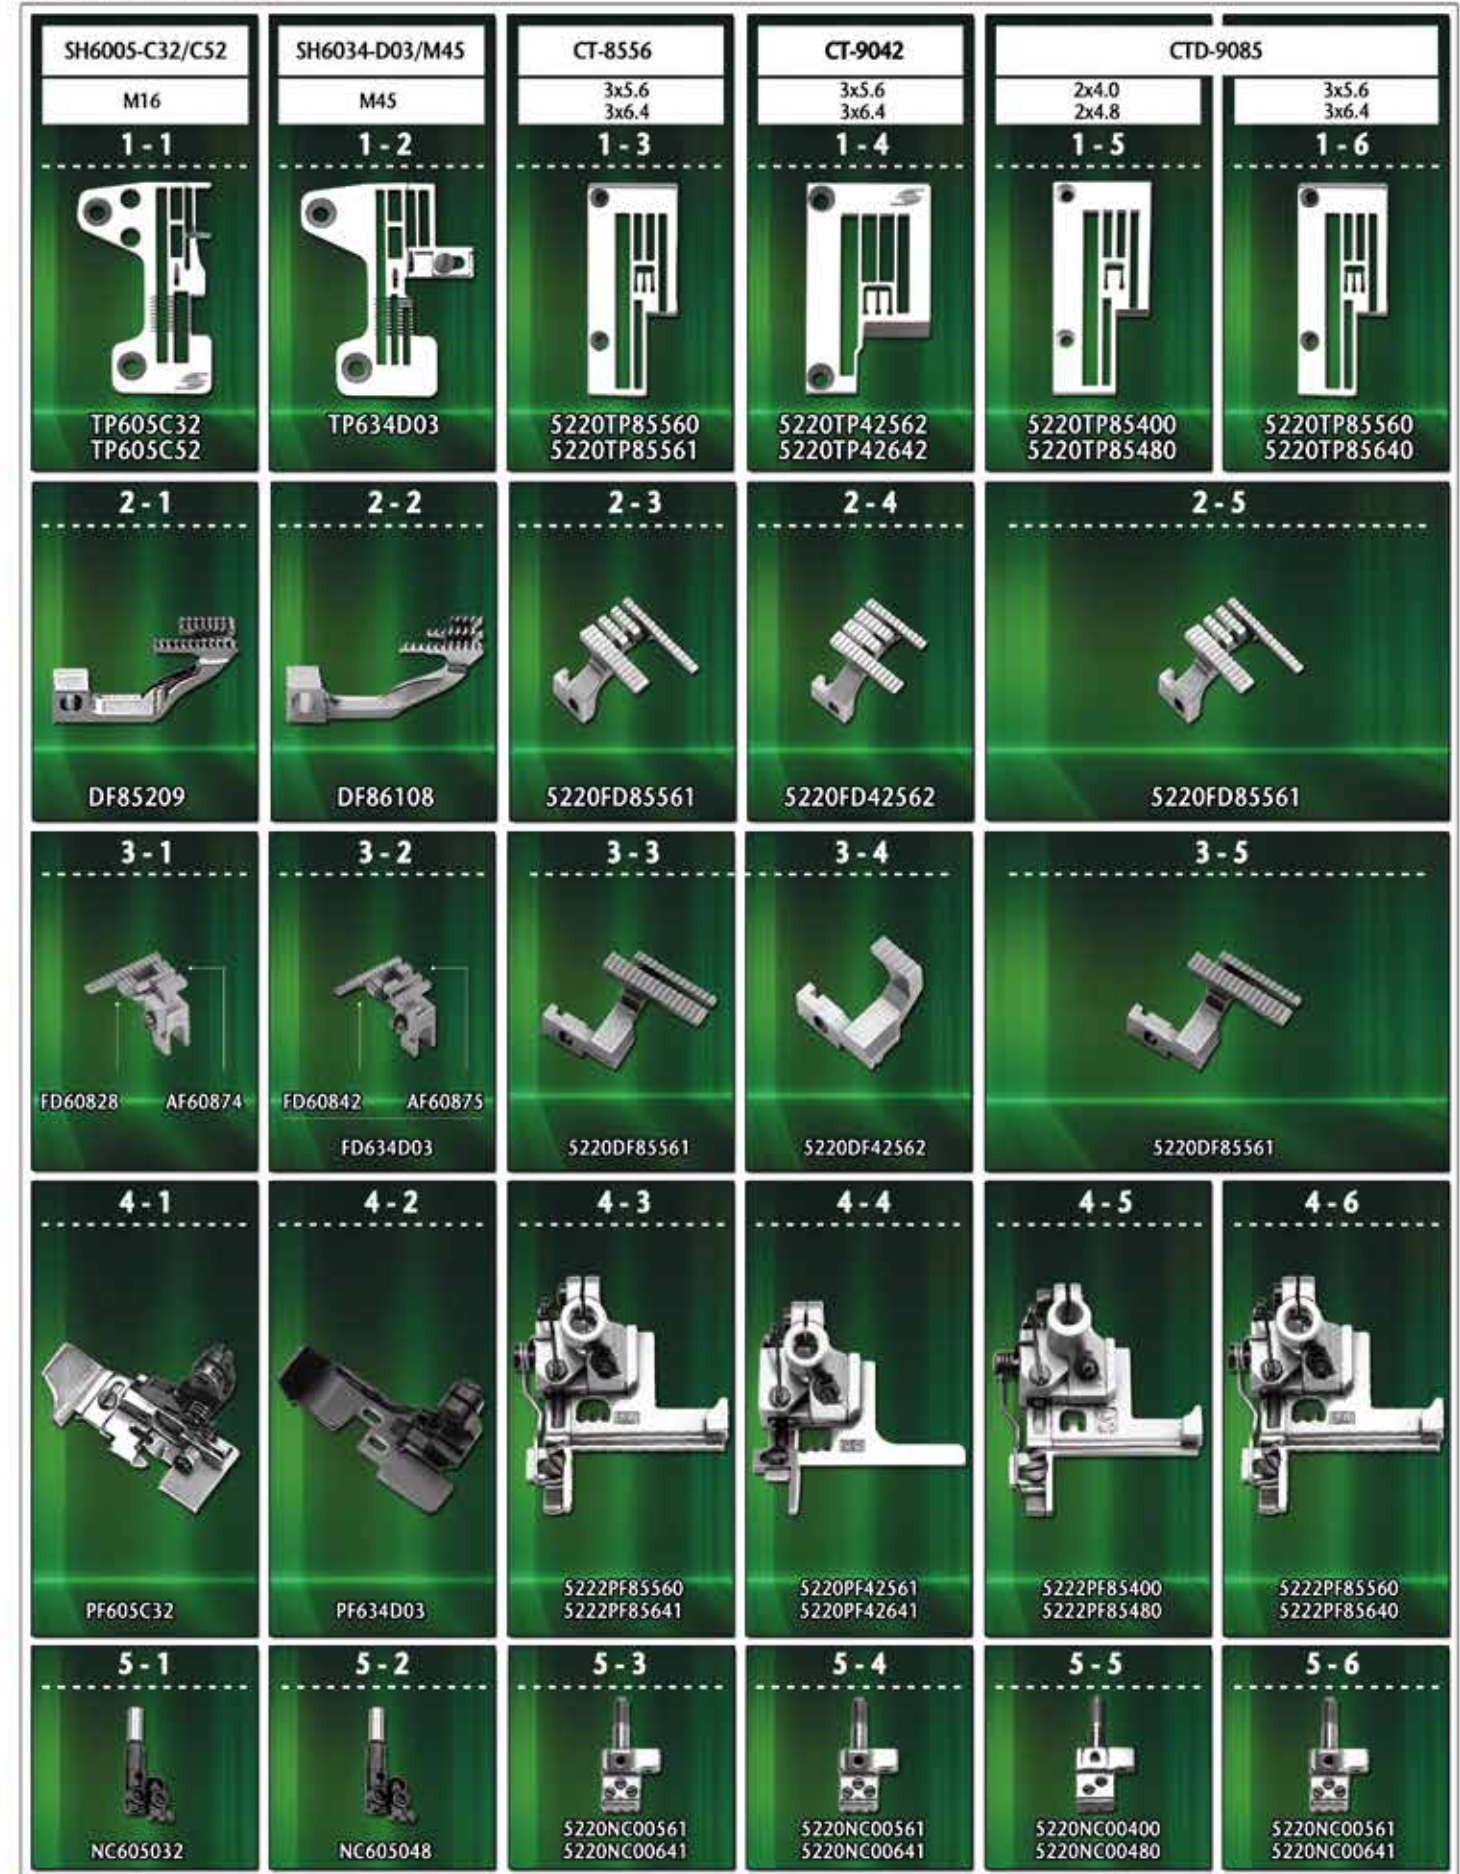 SH6005-C32/C52
M16
SH6034-D03/M45
M45
CT-8556
3x5.6
3x6.4
CT-9042
3x5.6
3x6.4
CTD-9085
2x4.0
2x4.8
3x5.6
3x6.4
1 - 1
TP605C32
TP605C52
1 - 2
TP634D03
1 - 3
5220TP85560
5220TP85561
1 - 4
5220TP42562
5220TP42642
1 - 5
5220TP85400
5220TP85480
1 - 6
5220TP85560
5220TP85640
2 - 1
DF85209
2 - 2
DF86108
2 - 3
5220FD85561
2 - 4
5220FD42562
2 - 5
5220FD85561
3 - 1
FD60828
AF60874
3 - 2
FD60842
AF60875
FD634D03
3 - 3
5220DF85561
3 - 4
5220DF42562
3 - 5
5220DF85561
4 - 1
PF605C32
4 - 2
PF634D03
4 - 3
5222PF85560
5222PF85641
4 - 4
5220PF42561
5220PF42641
4 - 5
5222PF85400
5222PF85480
4 - 6
5222PF85560
5222PF85640
5 - 1
NC605032
5 - 2
NC605048
5 - 3
5220NC00561
5220NC00641
5 - 4
5220NC00561
5220NC00641
5 - 5
5220NC00400
5220NC00480
5 - 6
5220NC00561
5220NC00641